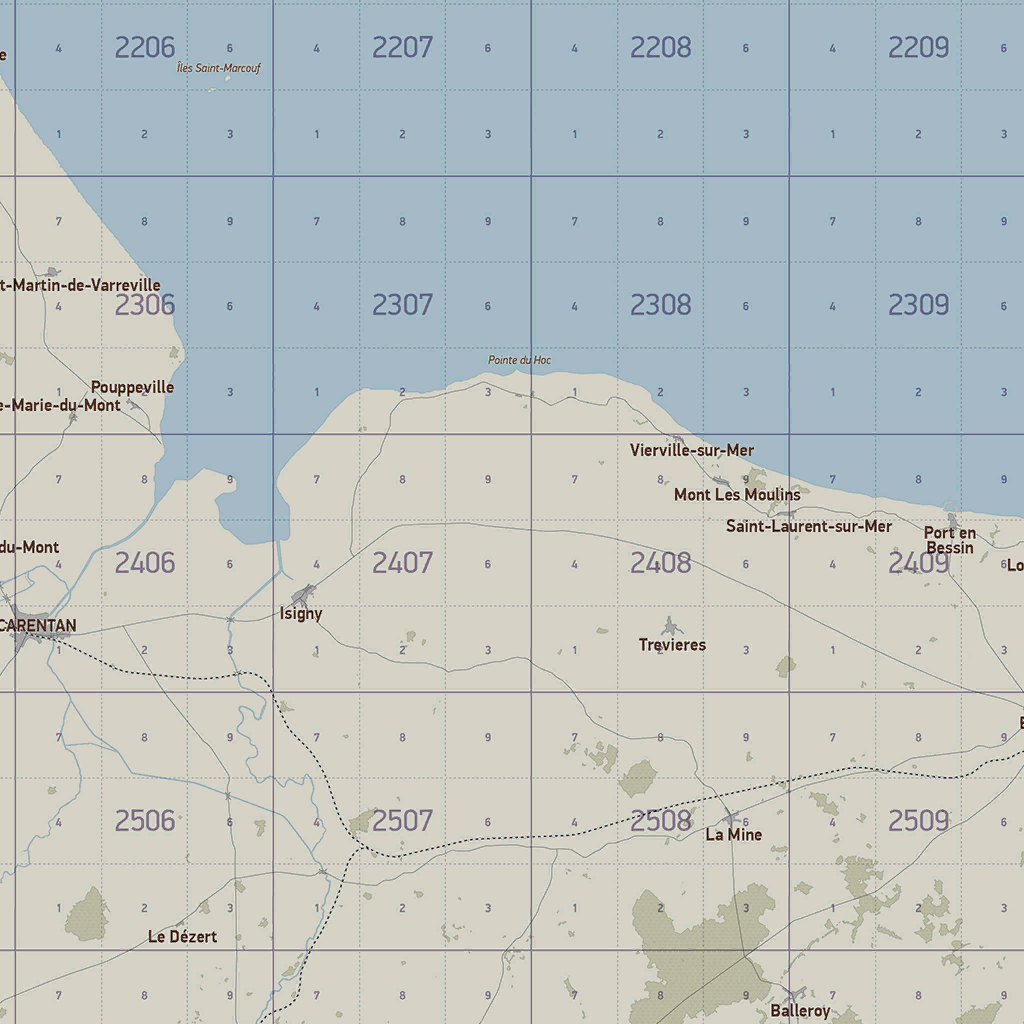 4 2206 6 4 2207 6 4 2208 6 4 2209 6
e
Îles Saint-Marcouf
1 2 3 1 2 3 1 2 3 1 2 3
7 8 9 7 8 9 7 8 9 7 8 9
t-Martin-de-Varreville
4 2306 6 4 2307 6 4 2308 6 4 2309 6
Pointe du Hoc
1 2 3 1 2 3 1 2 3 1 2 3
Pouppeville
e-Marie-du-Mont
Vierville-sur-Mer
7 8 9 7 8 9 7 8 9 7 8 9
Mont Les Moulins
Saint-Laurent-sur-Mer
Port en
Bessin
du-Mont
4 2406 6 4 2407 6 4 2408 6 4 2409 6
Lo
Isigny
CARENTAN
Trevieres
1 2 3 1 2 3 1 2 3 1 2 3
7 8 9 7 8 9 7 8 9 7 8 9
4 2506 6 4 2507 6 4 2508 6 4 2509 6
La Mine
1 2 3 1 2 3 1 2 3 1 2 3
Le Dézert
7 8 9 7 8 9 7 8 9 7 8 9
Balleroy